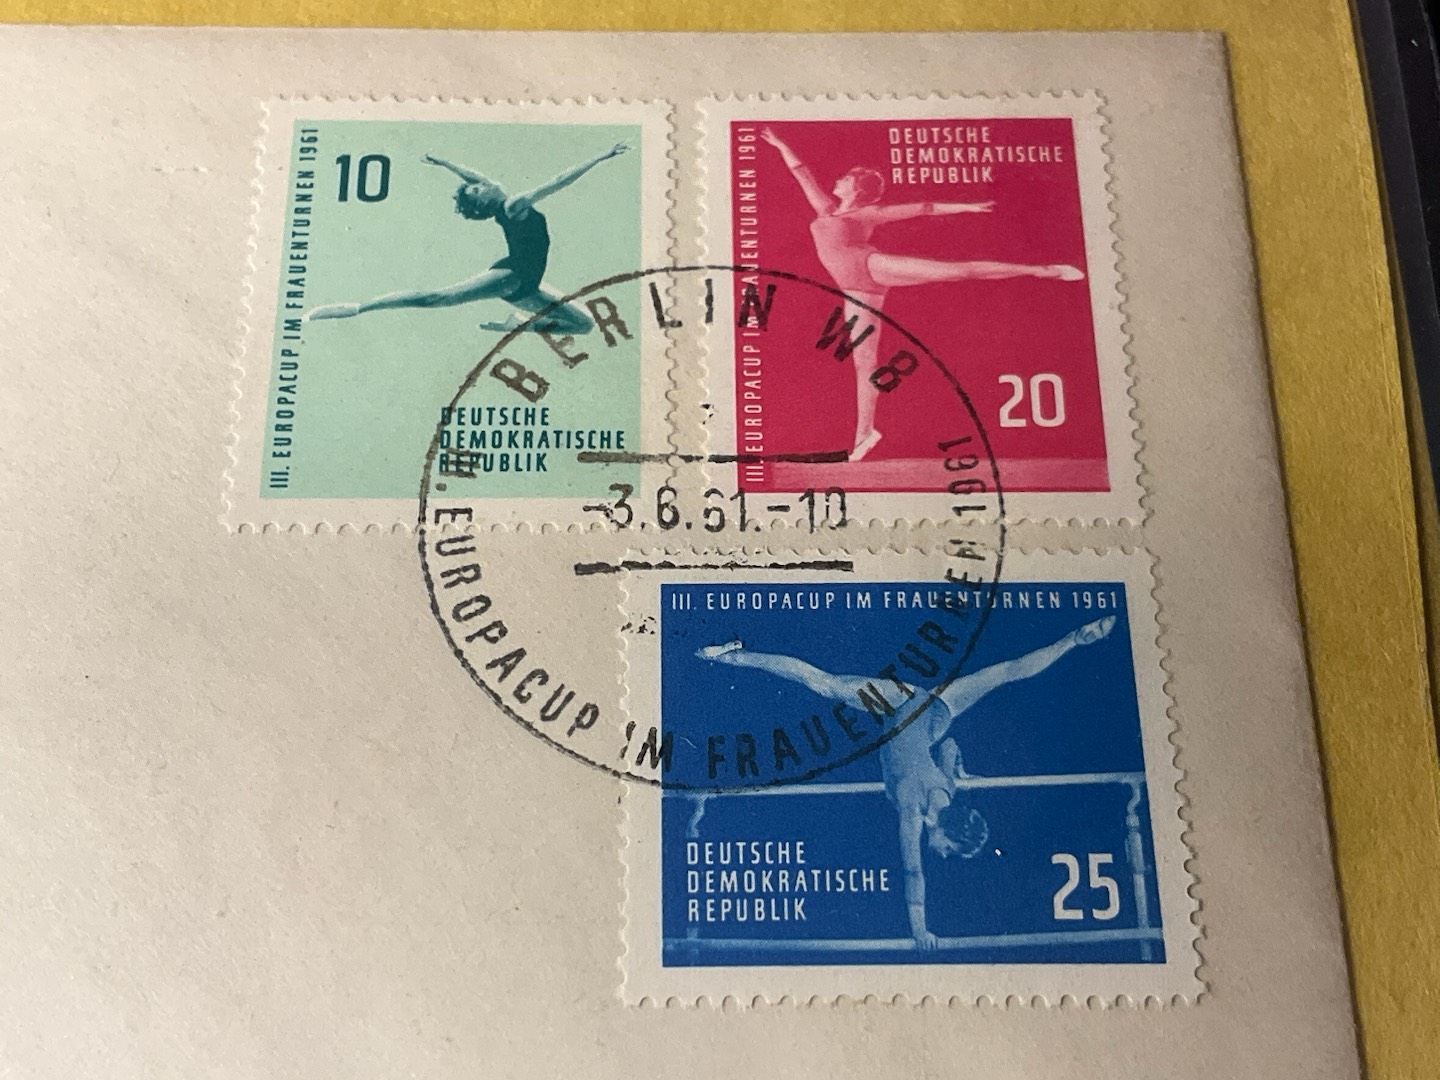 III. EUROPACUP IM FRAUENTURNEN 1961
10
DEUTSCHE
DEMOKRATISCHE
REPUBLIK
III. EUROPACUP IM FRAUENTURNEN 1961
DEUTSCHE
DEMOKRATISCHE
REPUBLIK
20
BERLIN W8
-3.6.61.-10
III. EUROPACUP IM FRAUENTURNEN 1961
III. EUROPACUP IM FRAUENTURNEN 1961
DEUTSCHE
DEMOKRATISCHE
REPUBLIK
25